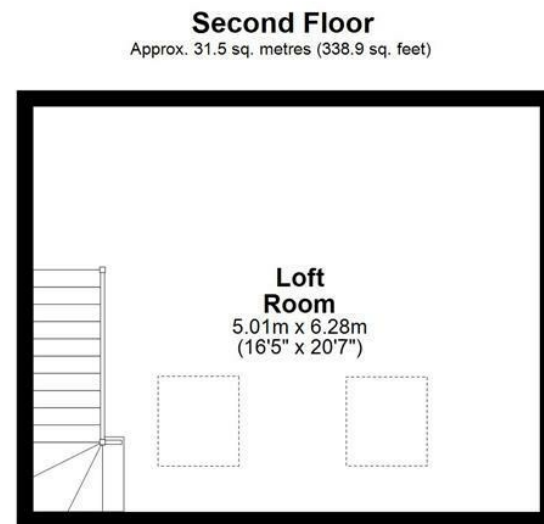 Second Floor
Approx. 31.5 sq. metres (338.9 sq. feet)
Loft
Room
5.01m x 6.28m
(16'5" x 20'7")